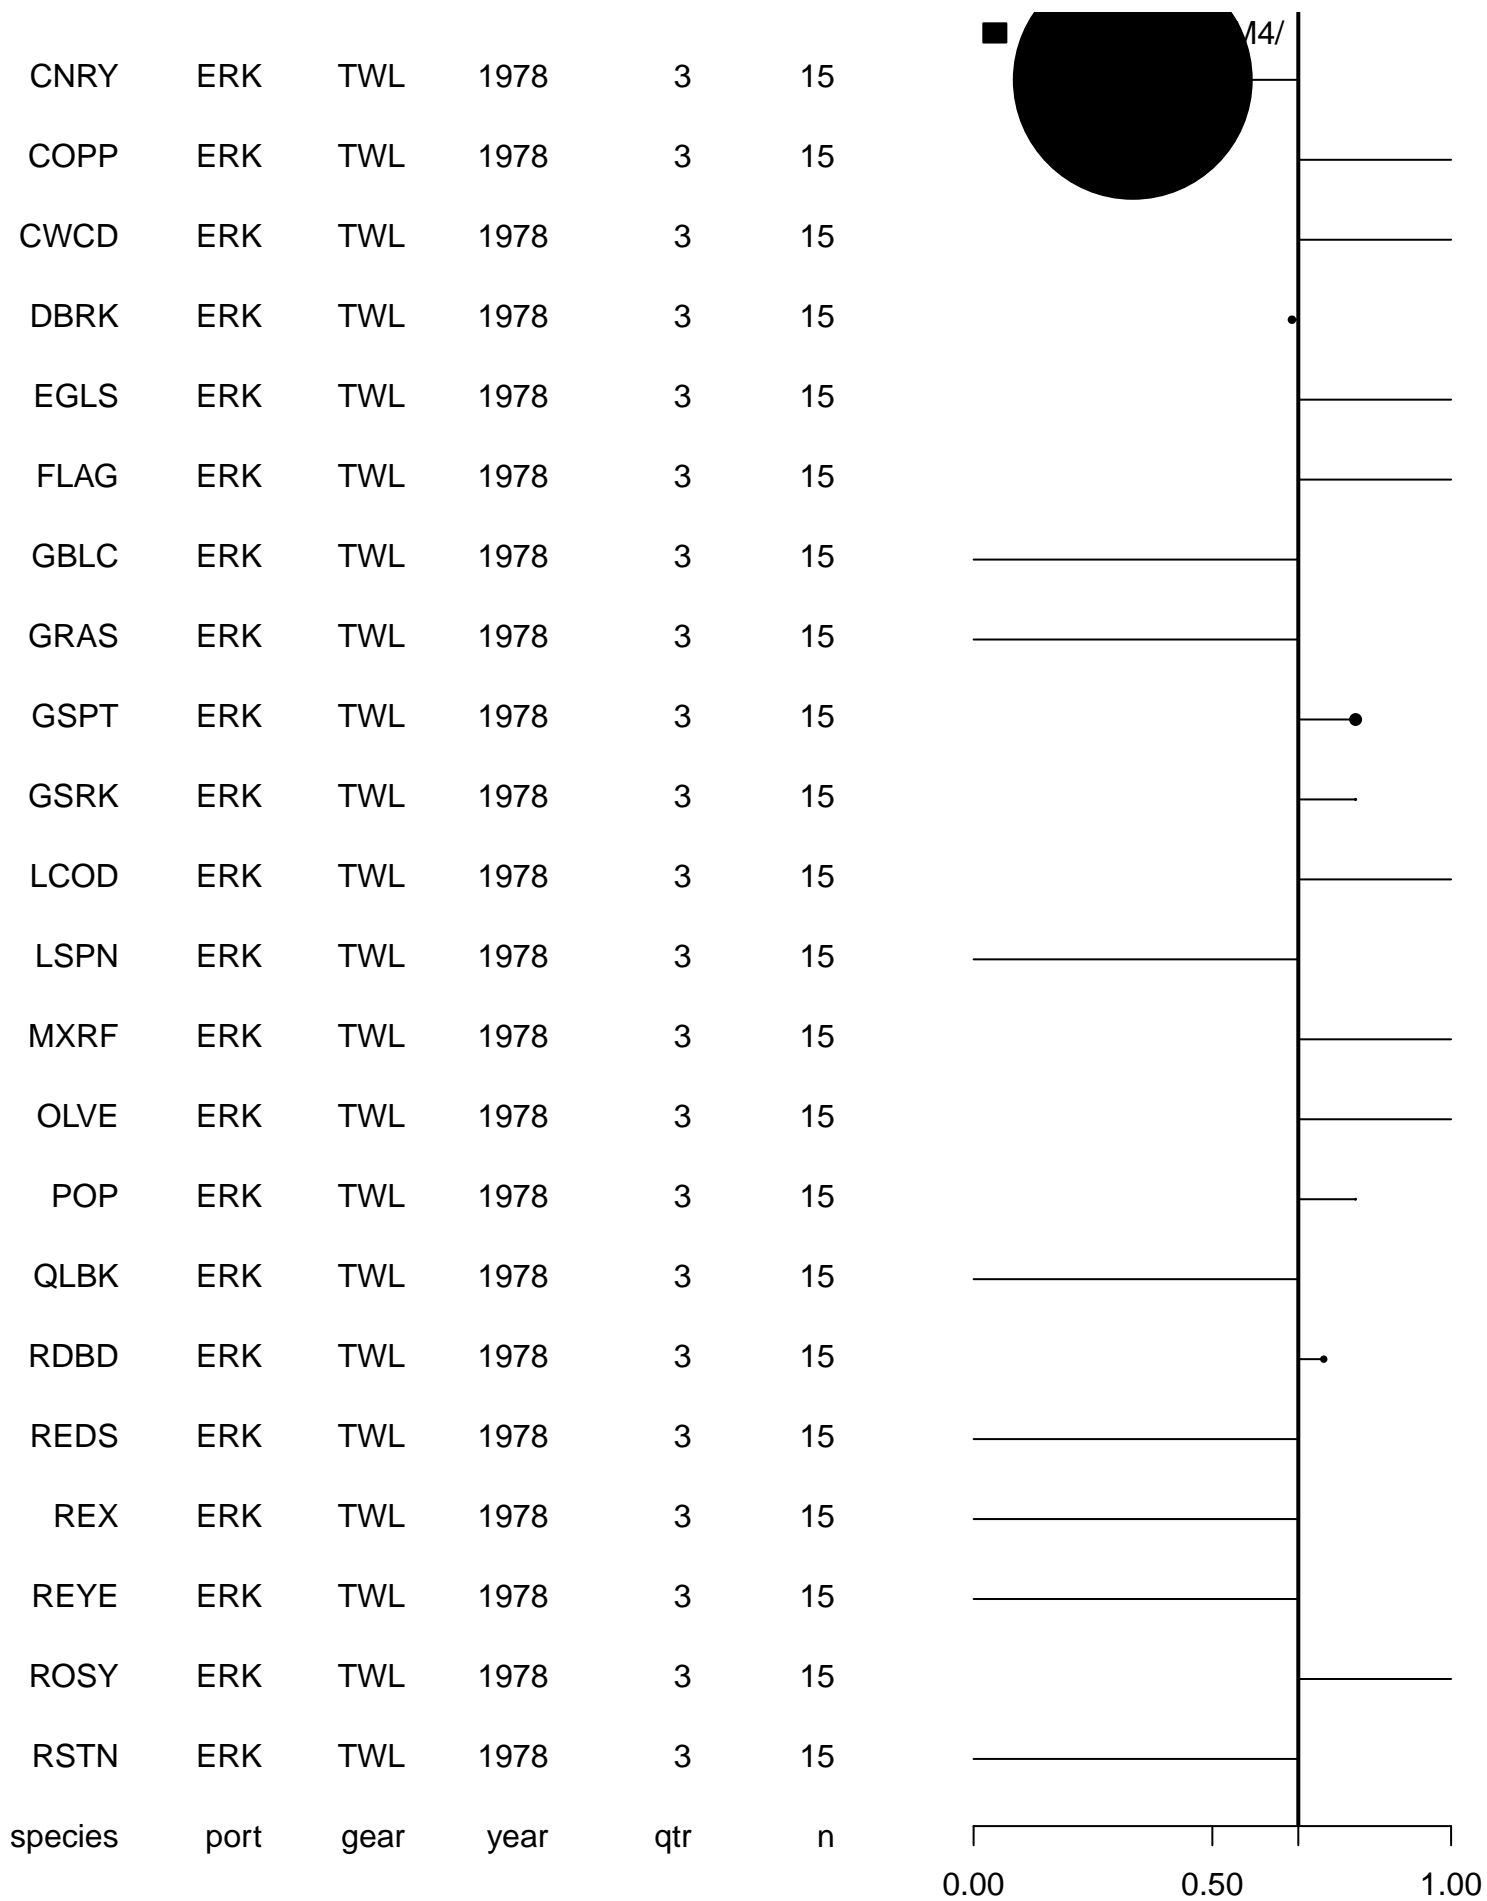 M4/
CNRY ERK TWL 1978 3 15
COPP ERK TWL 1978 3 15
CWCD ERK TWL 1978 3 15
DBRK ERK TWL 1978 3 15
EGLS ERK TWL 1978 3 15
FLAG ERK TWL 1978 3 15
GBLC ERK TWL 1978 3 15
GRAS ERK TWL 1978 3 15
GSPT ERK TWL 1978 3 15
GSRK ERK TWL 1978 3 15
LCOD ERK TWL 1978 3 15
LSPN ERK TWL 1978 3 15
MXRF ERK TWL 1978 3 15
OLVE ERK TWL 1978 3 15
POP ERK TWL 1978 3 15
QLBK ERK TWL 1978 3 15
RDBD ERK TWL 1978 3 15
REDS ERK TWL 1978 3 15
REX ERK TWL 1978 3 15
REYE ERK TWL 1978 3 15
ROSY ERK TWL 1978 3 15
RSTN ERK TWL 1978 3 15
species port gear year qtr n
0.00 0.50 1.00